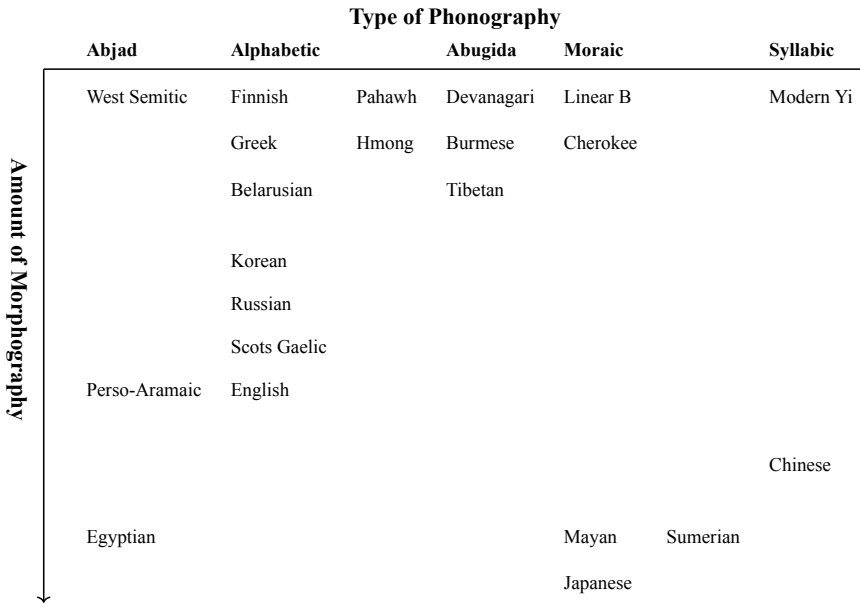 Type of Phonography
Abjad Alphabetic Abugida Moraic Syllabic
Amount of Morphography
West Semitic Finnish Pahawh Devanagari Linear B Modern Yi
Greek Hmong Burmese Cherokee
Belarusian Tibetan
Korean
Russian
Scots Gaelic
Perso-Aramaic English
Chinese
Egyptian Mayan Sumerian
Japanese